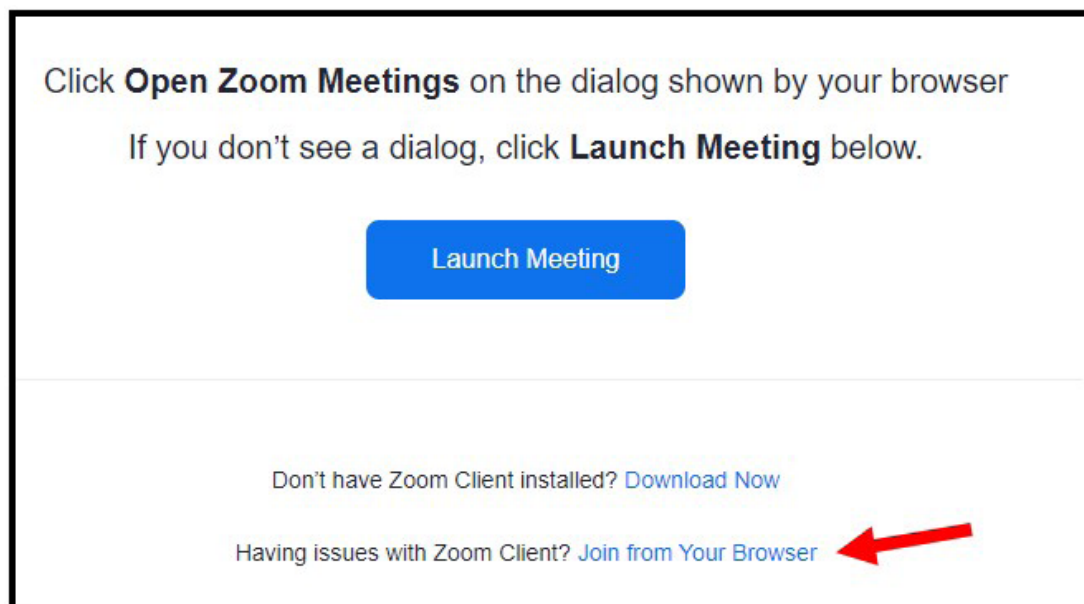 Click Open Zoom Meetings on the dialog shown by your browser
If you don’t see a dialog, click Launch Meeting below.
Launch Meeting
Don’t have Zoom Client installed? Download Now
Having issues with Zoom Client? Join from Your Browser